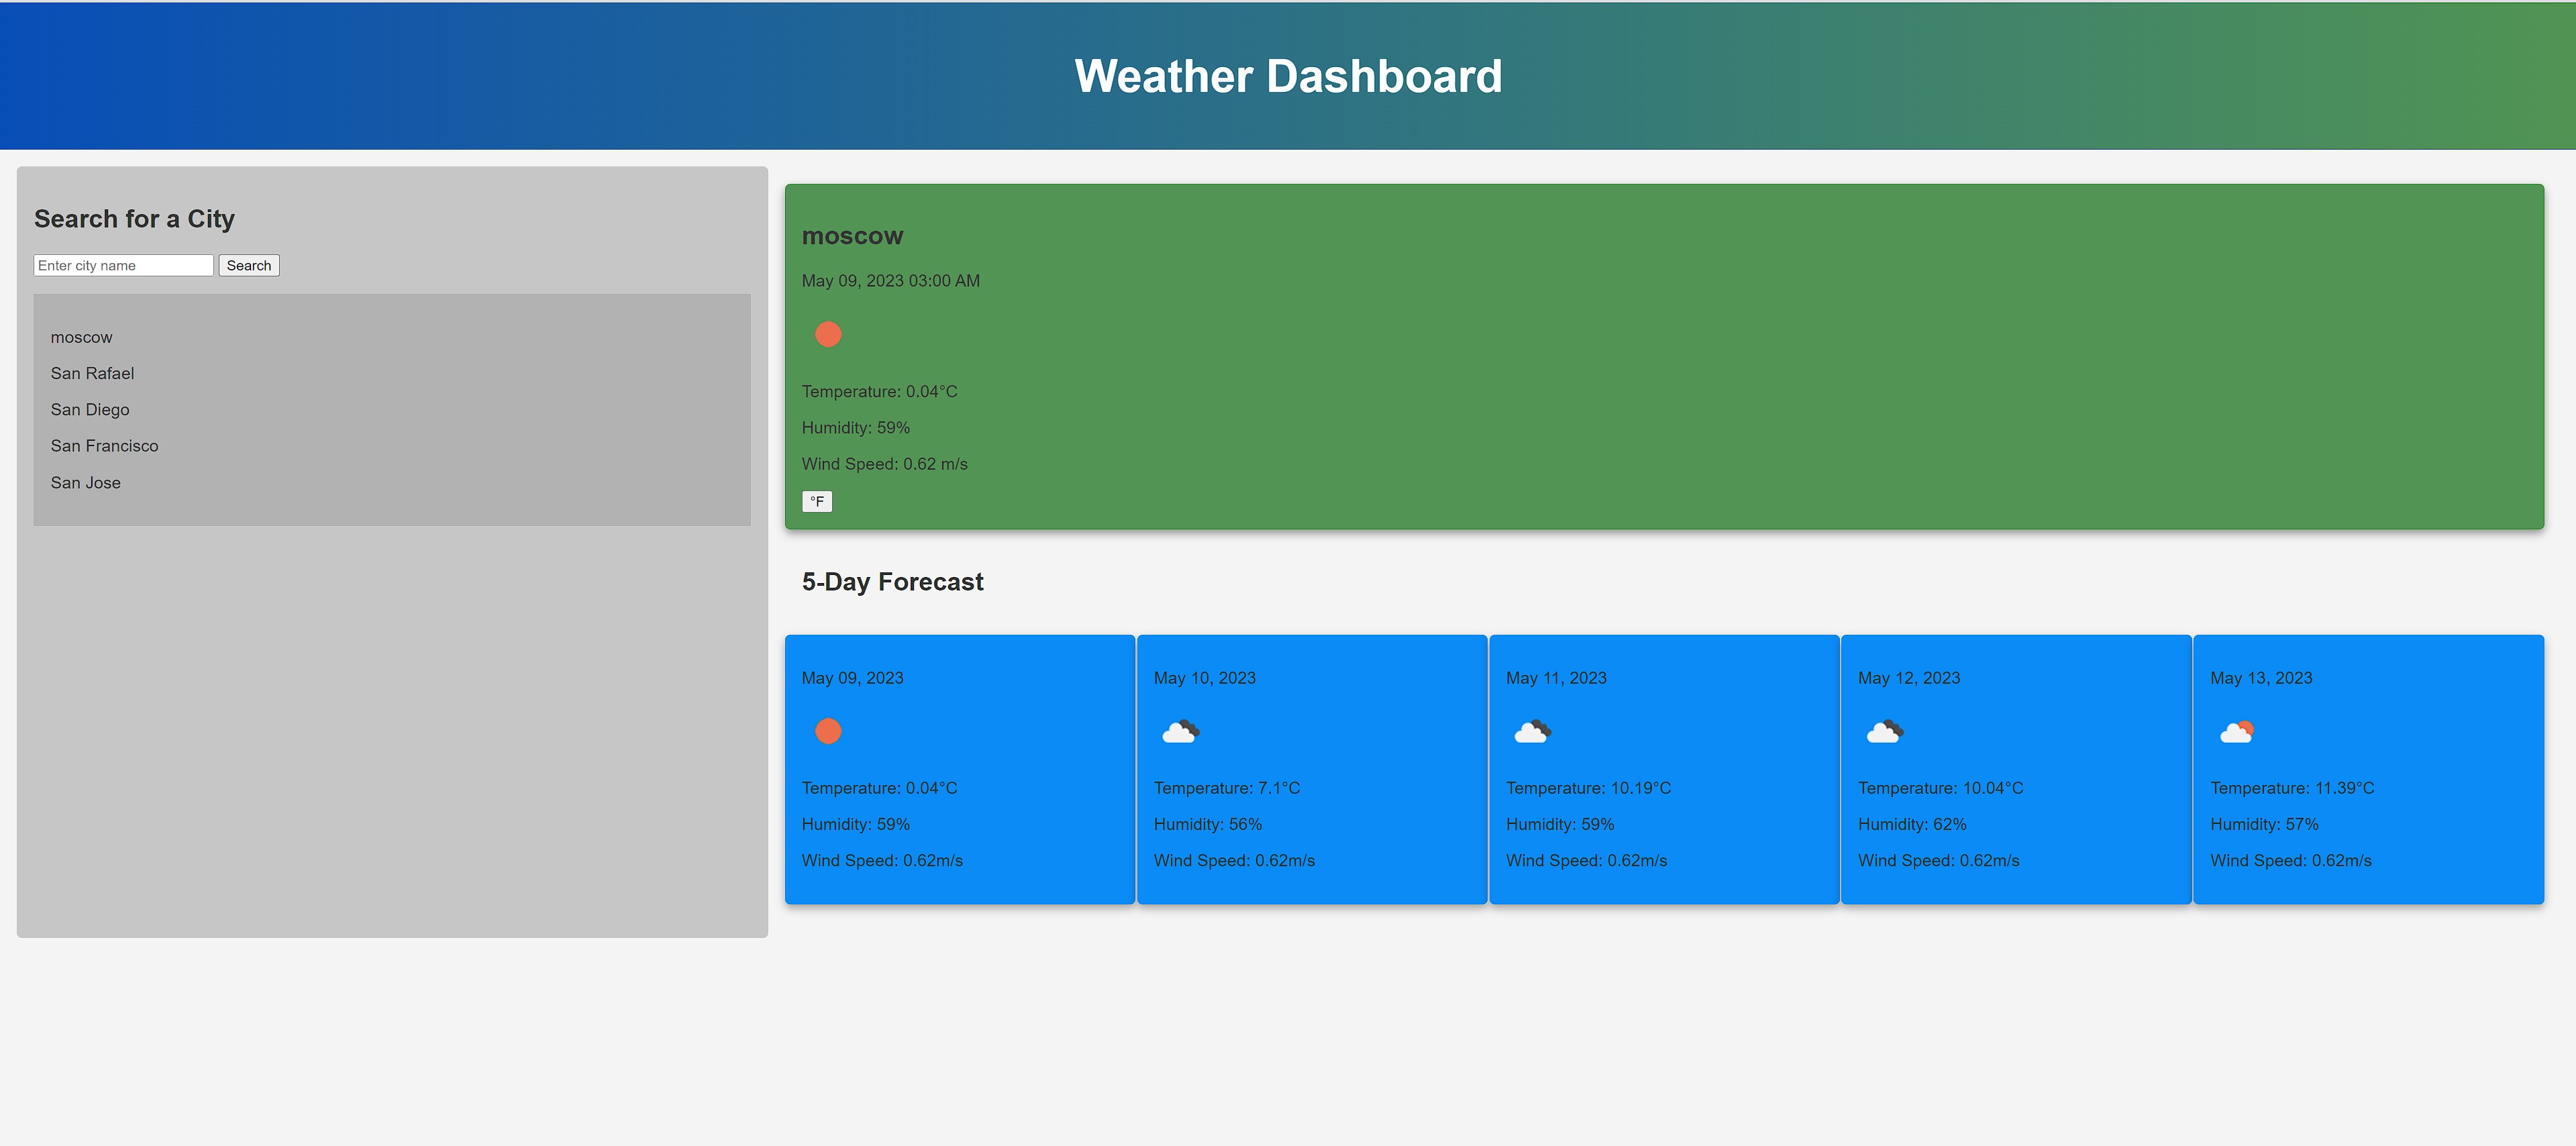 Weather Dashboard
Search for a City
Enter city name Search
moscow
San Rafael
San Diego
San Francisco
San Jose
moscow
May 09, 2023 03:00 AM
Temperature: 0.04°C
Humidity: 59%
Wind Speed: 0.62 m/s
°F
5-Day Forecast
May 09, 2023
Temperature: 0.04°C
Humidity: 59%
Wind Speed: 0.62m/s
May 10, 2023
Temperature: 7.1°C
Humidity: 56%
Wind Speed: 0.62m/s
May 11, 2023
Temperature: 10.19°C
Humidity: 59%
Wind Speed: 0.62m/s
May 12, 2023
Temperature: 10.04°C
Humidity: 62%
Wind Speed: 0.62m/s
May 13, 2023
Temperature: 11.39°C
Humidity: 57%
Wind Speed: 0.62m/s